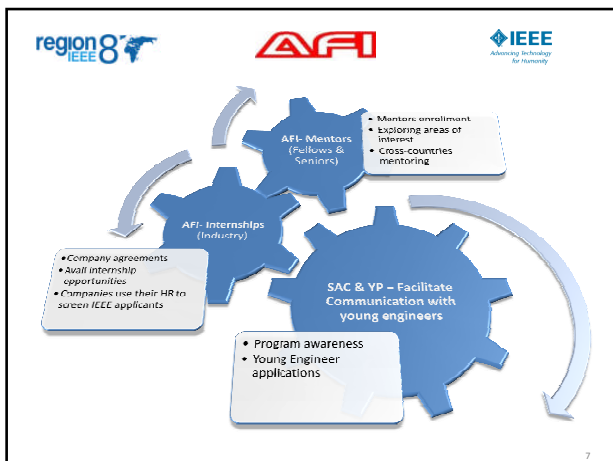 region 8
IEEE
AFI
IEEE
Advancing Technology
for Humanity
AFI- Mentors
(Fellows &
Seniors)
• Mentors enrollment
• Exploring areas of
interest
• Cross-countries
mentoring
AFI- Internships
(Industry)
• Company agreements
• Avail internship
opportunities
• Companies use their HR to
screen IEEE applicants
SAC & YP – Facilitate
Communication with
young engineers
• Program awareness
• Young Engineer
applications
7